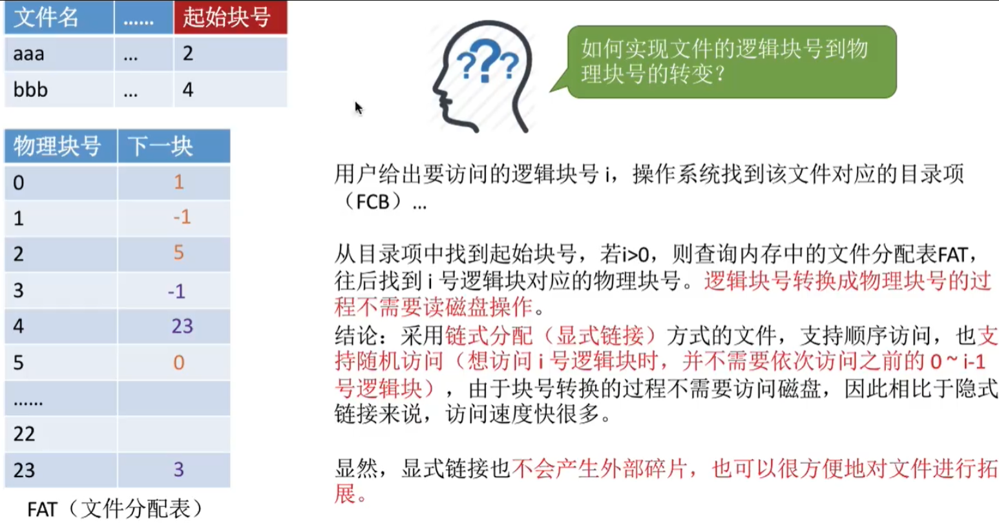 文件名 …… 起始块号
aaa … 2
bbb … 4
???
如何实现文件的逻辑块号到物
理块号的转变？
物理块号 下一块
0 1
1 -1
2 5
3 -1
4 23
5 0
……
22
23 3
FAT（文件分配表）
用户给出要访问的逻辑块号 i，操作系统找到该文件对应的目录项
（FCB）…
从目录项中找到起始块号，若i>0，则查询内存中的文件分配表FAT，
往后找到 i 号逻辑块对应的物理块号。逻辑块号转换成物理块号的过
程不需要读磁盘操作。
结论：采用链式分配（显式链接）方式的文件，支持顺序访问，也支
持随机访问（想访问 i 号逻辑块时，并不需要依次访问之前的 0 ~ i-1
号逻辑块），由于块号转换的过程不需要访问磁盘，因此相比于隐式
链接来说，访问速度快很多。
显然，显式链接也不会产生外部碎片，也可以很方便地对文件进行拓
展。